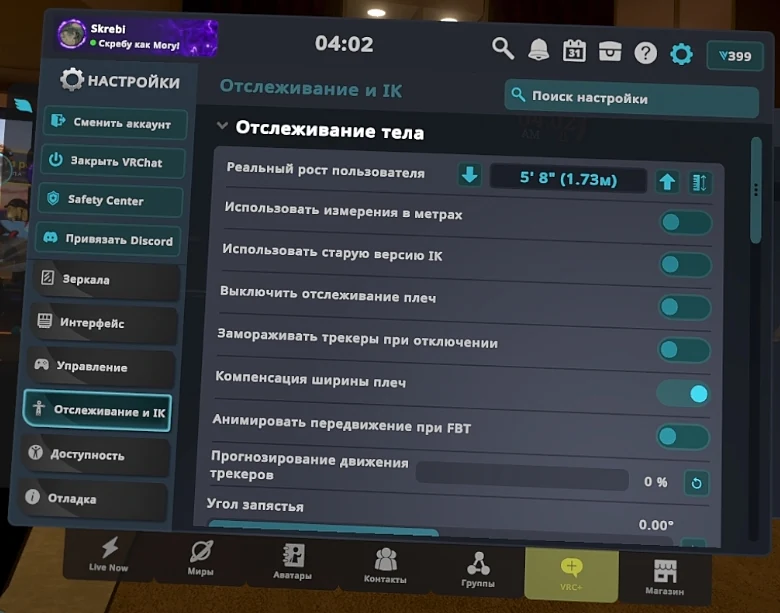 Skrebi
Скребу как Могу!
04:02
31
?
399
НАСТРОЙКИ
Сменить аккаунт
Закрыть VRChat
Safety Center
Привязать Discord
Зеркала
Интерфейс
Управление
Отслеживание и IK
Доступность
Отладка
Отслеживание и IK
Поиск настройки
Отслеживание тела
Реальный рост пользователя
5' 8" (1.73м)
Использовать измерения в метрах
Использовать старую версию IK
Выключить отслеживание плеч
Замораживать трекеры при отключении
Компенсация ширины плеч
Анимировать передвижение при FBT
Прогнозирование движения
трекеров
0 %
Угол запястья
0.00°
Live Now
Миры
Аватары
Контакты
Группы
VRC+
Магазин